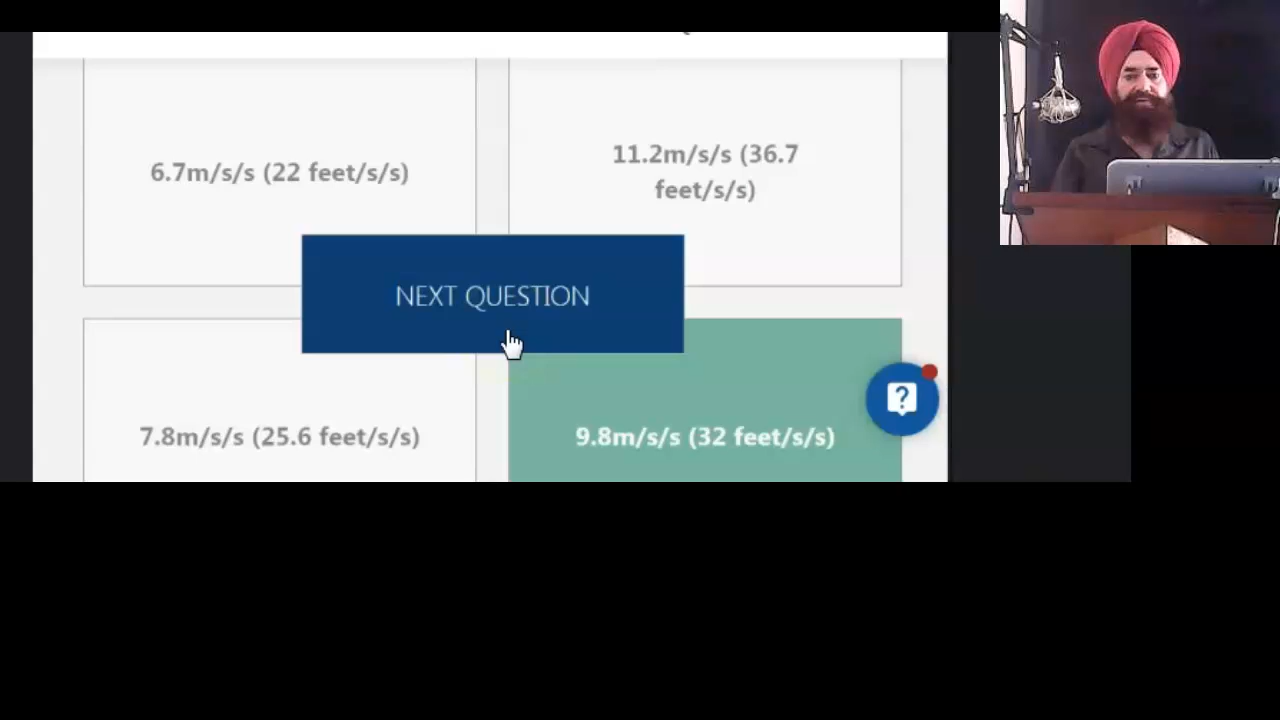 6.7m/s/s (22 feet/s/s)
11.2m/s/s (36.7
feet/s/s)
NEXT QUESTION
7.8m/s/s (25.6 feet/s/s)
9.8m/s/s (32 feet/s/s)
?